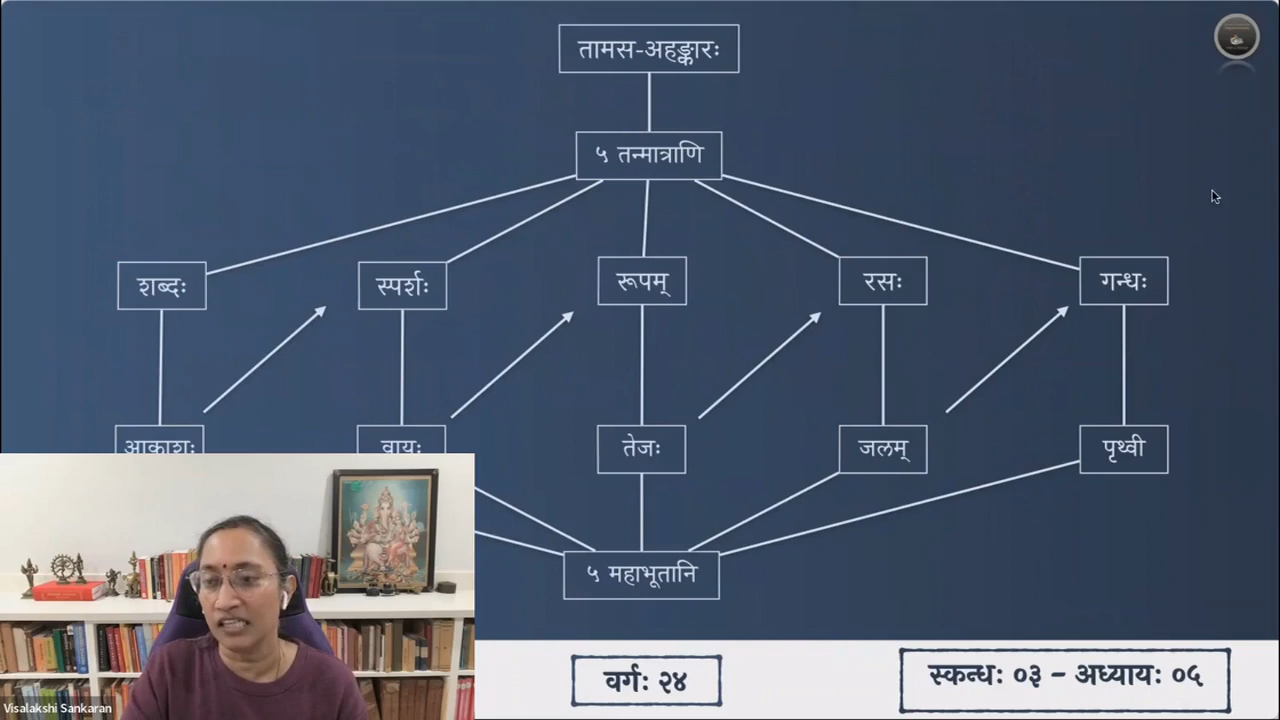 तामस-अहङ्कारः
५ तन्मात्राणि
शब्दः
स्पर्शः
रूपम्
रसः
गन्धः
आकाशः
वायुः
तेजः
जलम्
पृथ्वी
५ महाभूतानि
वर्गः २४
स्कन्धः ०३ – अध्यायः ०५
Visalakshi Sankaran